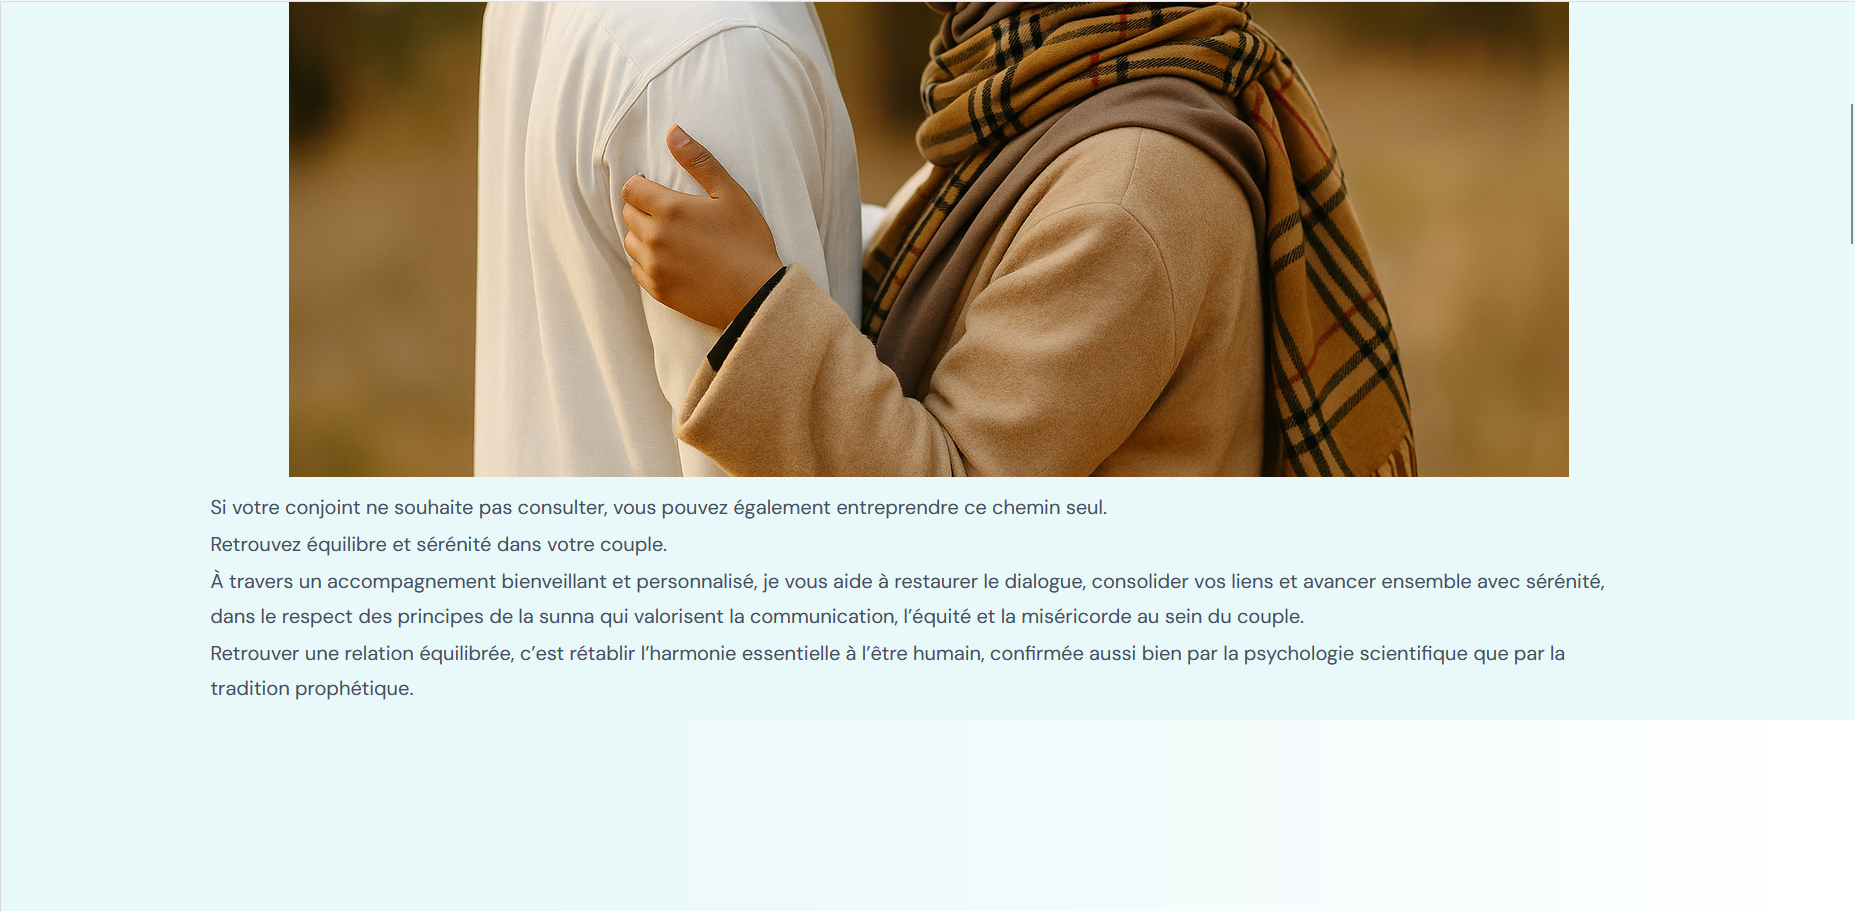 Si votre conjoint ne souhaite pas consulter, vous pouvez également entreprendre ce chemin seul.
Retrouvez équilibre et sérénité dans votre couple.
À travers un accompagnement bienveillant et personnalisé, je vous aide à restaurer le dialogue, consolider vos liens et avancer ensemble avec sérénité,
dans le respect des principes de la sunna qui valorisent la communication, l’équité et la miséricorde au sein du couple.
Retrouver une relation équilibrée, c’est rétablir l’harmonie essentielle à l’être humain, confirmée aussi bien par la psychologie scientifique que par la
tradition prophétique.